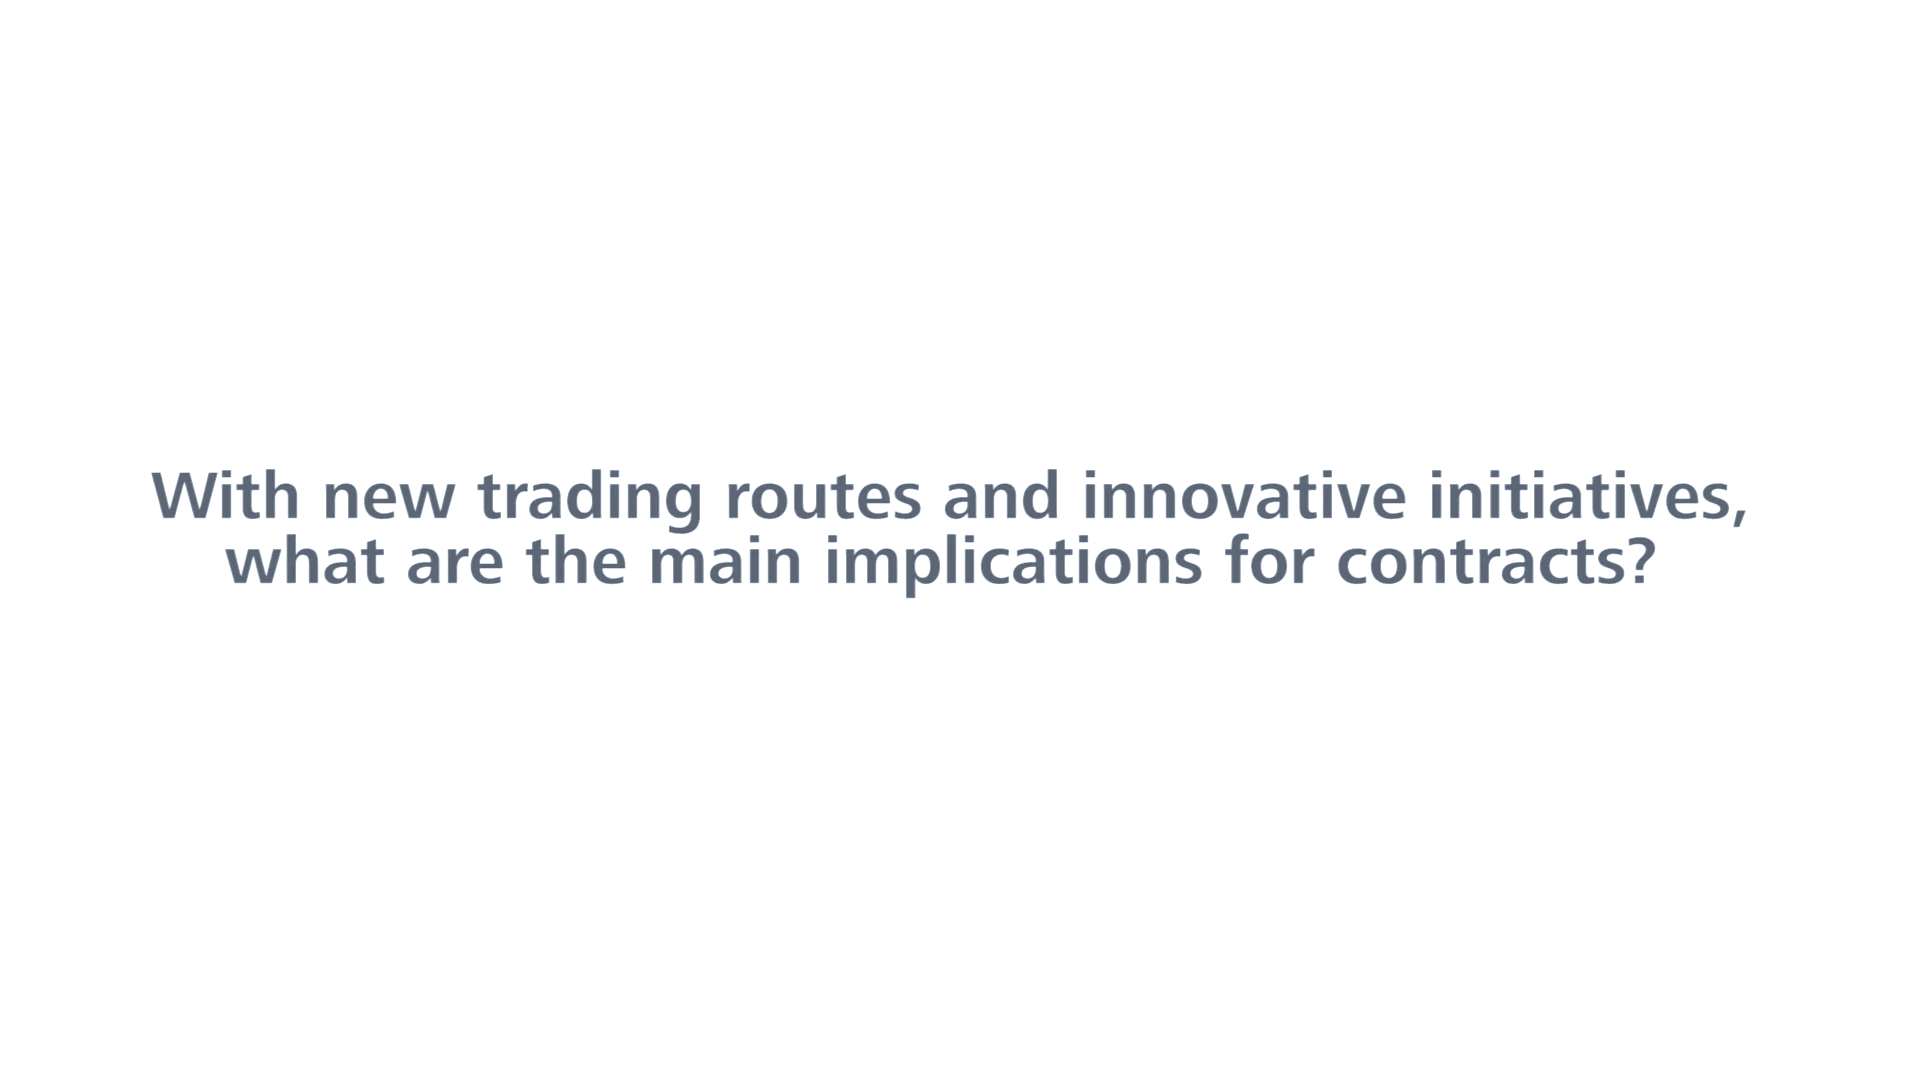 With new trading routes and innovative initiatives,
what are the main implications for contracts?